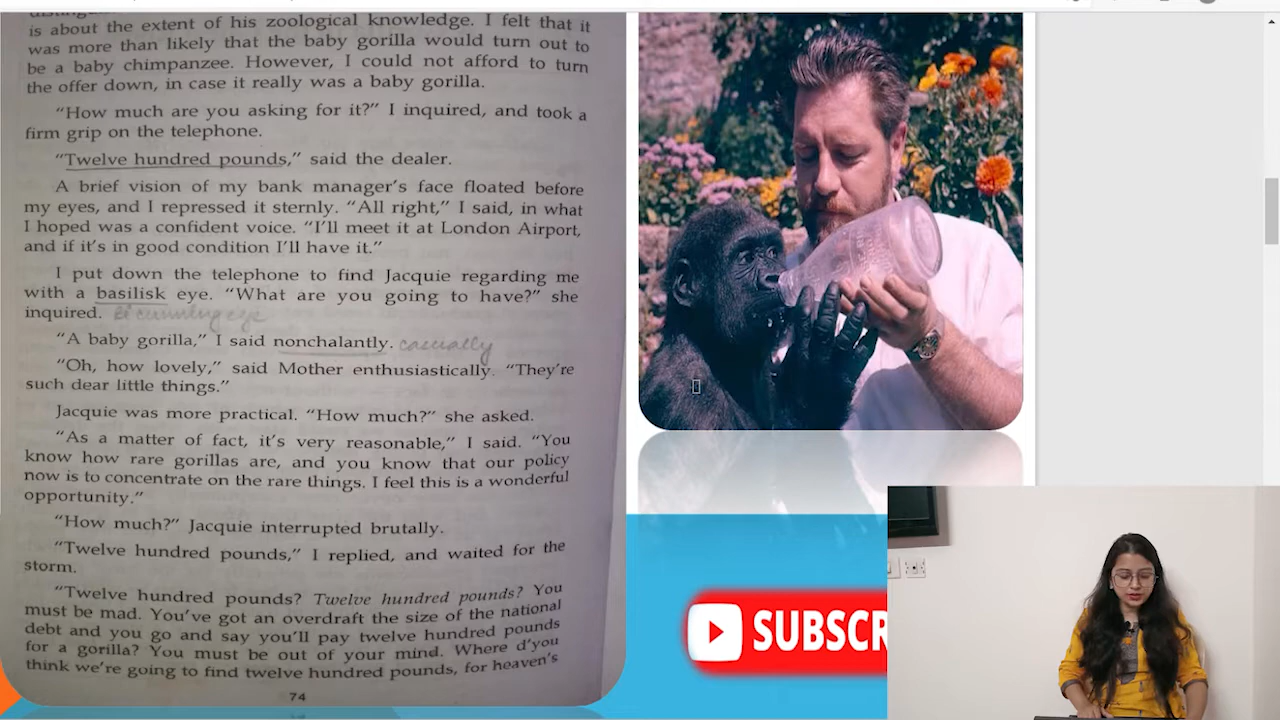 is about the extent of his zoological knowledge. I felt that it
was more than likely that the baby gorilla would turn out to
be a baby chimpanzee. However, I could not afford to turn
the offer down, in case it really was a baby gorilla.
“How much are you asking for it?” I inquired, and took a
firm grip on the telephone.
“Twelve hundred pounds,” said the dealer.
A brief vision of my bank manager’s face floated before
my eyes, and I repressed it sternly. “All right,” I said, in what
I hoped was a confident voice. “I’ll meet it at London Airport,
and if it’s in good condition I’ll have it.”
I put down the telephone to find Jacquie regarding me
with a basilisk eye. “What are you going to have?” she
inquired. cunning eye
“A baby gorilla,” I said nonchalantly. casually
“Oh, how lovely,” said Mother enthusiastically. “They’re
such dear little things.”
Jacquie was more practical. “How much?” she asked.
“As a matter of fact, it’s very reasonable,” I said. “You
know how rare gorillas are, and you know that our policy
now is to concentrate on the rare things. I feel this is a wonderful
opportunity.”
“How much?” Jacquie interrupted brutally.
“Twelve hundred pounds,” I replied, and waited for the
storm.
“Twelve hundred pounds? Twelve hundred pounds? You
must be mad. You’ve got an overdraft the size of the national
debt and you go and say you’ll pay twelve hundred pounds
for a gorilla? You must be out of your mind. Where d’you
think we’re going to find twelve hundred pounds, for heaven’s
74
SUBSCR